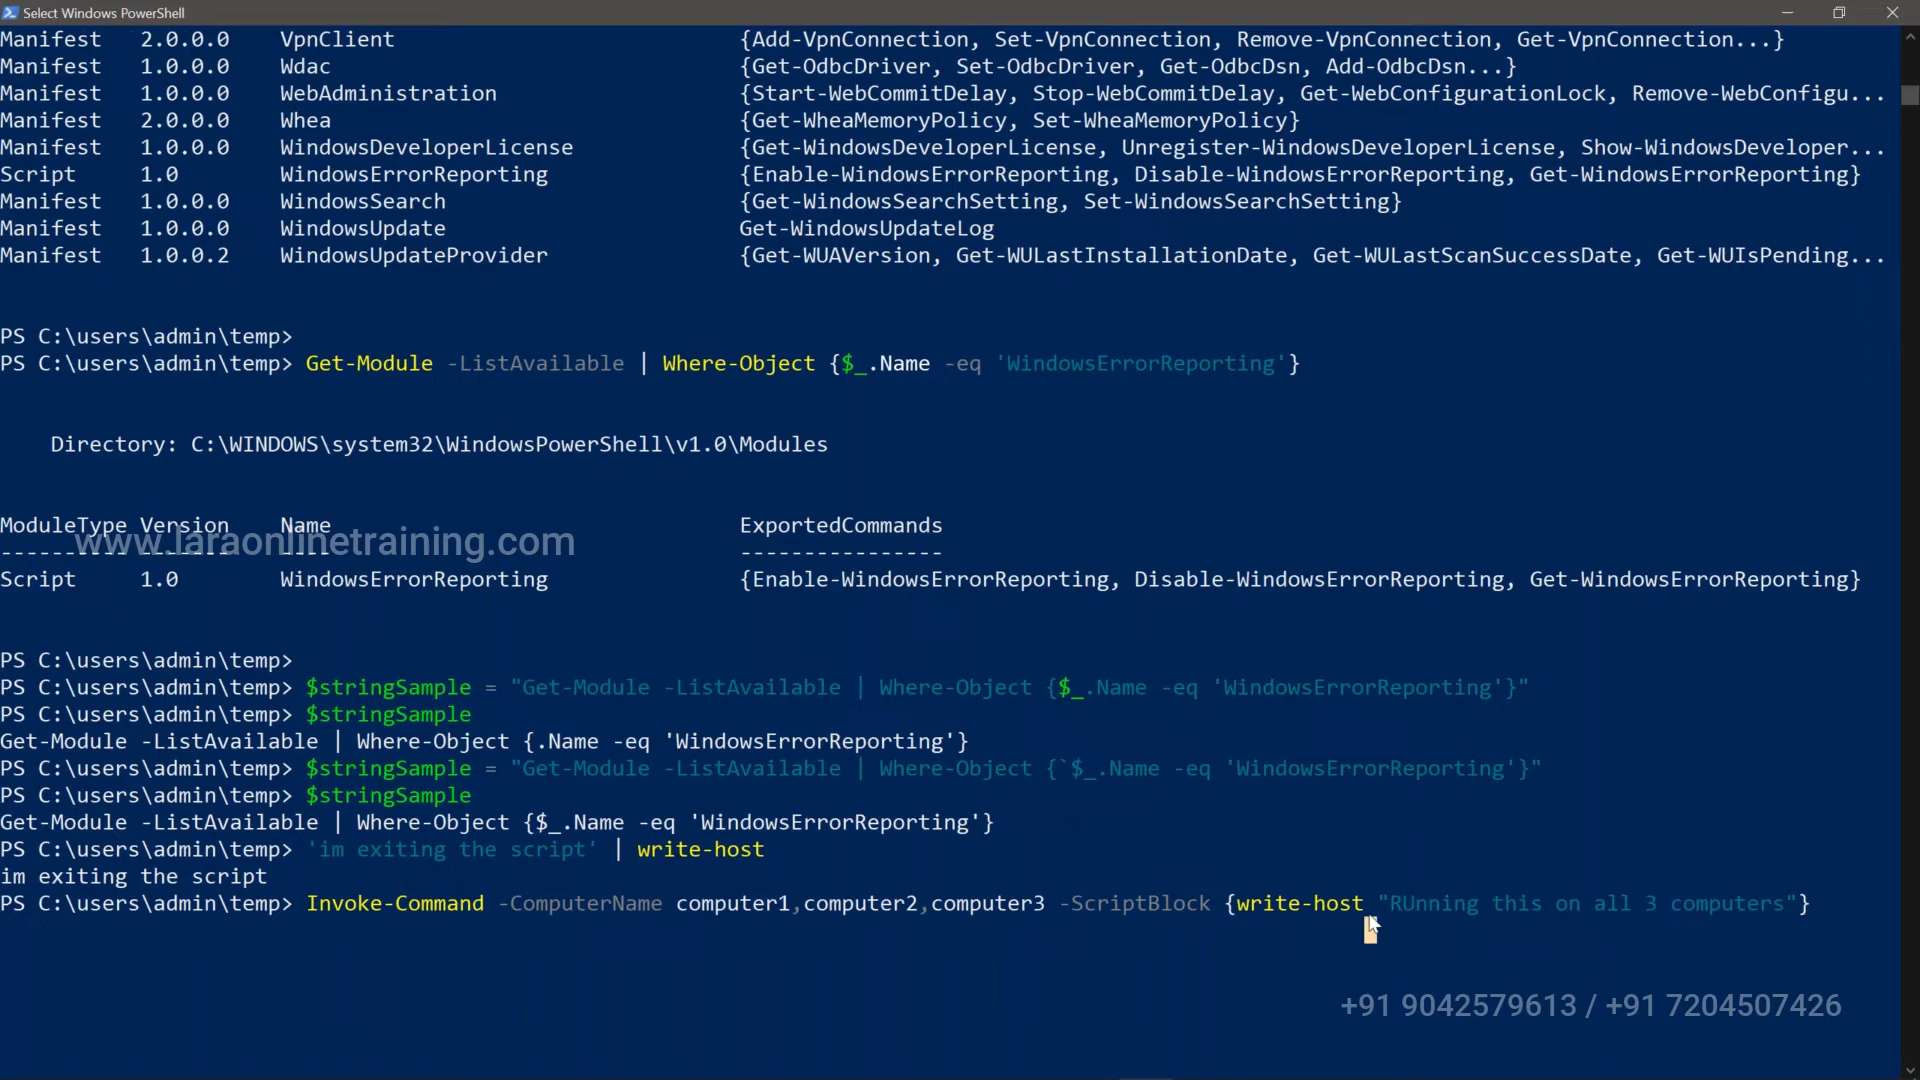 Select Windows PowerShell
Manifest 2.0.0.0 VpnClient {Add-VpnConnection, Set-VpnConnection, Remove-VpnConnection, Get-VpnConnection...}
Manifest 1.0.0.0 Wdac {Get-OdbcDriver, Set-OdbcDriver, Get-OdbcDsn, Add-OdbcDsn...}
Manifest 1.0.0.0 WebAdministration {Start-WebCommitDelay, Stop-WebCommitDelay, Get-WebConfigurationLock, Remove-WebConfigu...
Manifest 2.0.0.0 Whea {Get-WheaMemoryPolicy, Set-WheaMemoryPolicy}
Manifest 1.0.0.0 WindowsDeveloperLicense {Get-WindowsDeveloperLicense, Unregister-WindowsDeveloperLicense, Show-WindowsDeveloper...
Script 1.0 WindowsErrorReporting {Enable-WindowsErrorReporting, Disable-WindowsErrorReporting, Get-WindowsErrorReporting}
Manifest 1.0.0.0 WindowsSearch {Get-WindowsSearchSetting, Set-WindowsSearchSetting}
Manifest 1.0.0.0 WindowsUpdate Get-WindowsUpdateLog
Manifest 1.0.0.2 WindowsUpdateProvider {Get-WUAVersion, Get-WULastInstallationDate, Get-WULastScanSuccessDate, Get-WUIsPending...
PS C:\users\admin\temp>
PS C:\users\admin\temp> Get-Module -ListAvailable | Where-Object {$_.Name -eq 'WindowsErrorReporting'}
Directory: C:\WINDOWS\system32\WindowsPowerShell\v1.0\Modules
ModuleType Version Name ExportedCommands
---------- ------- ---- ----------------
www.laraonlinetraining.com
Script 1.0 WindowsErrorReporting {Enable-WindowsErrorReporting, Disable-WindowsErrorReporting, Get-WindowsErrorReporting}
PS C:\users\admin\temp>
PS C:\users\admin\temp> $stringSample = "Get-Module -ListAvailable | Where-Object {$_.Name -eq 'WindowsErrorReporting'}"
PS C:\users\admin\temp> $stringSample
Get-Module -ListAvailable | Where-Object {.Name -eq 'WindowsErrorReporting'}
PS C:\users\admin\temp> $stringSample = "Get-Module -ListAvailable | Where-Object {`$_.Name -eq 'WindowsErrorReporting'}"
PS C:\users\admin\temp> $stringSample
Get-Module -ListAvailable | Where-Object {$_.Name -eq 'WindowsErrorReporting'}
PS C:\users\admin\temp> 'im exiting the script' | write-host
im exiting the script
PS C:\users\admin\temp> Invoke-Command -ComputerName computer1,computer2,computer3 -ScriptBlock {write-host "RUnning this on all 3 computers"}
+91 9042579613 / +91 7204507426